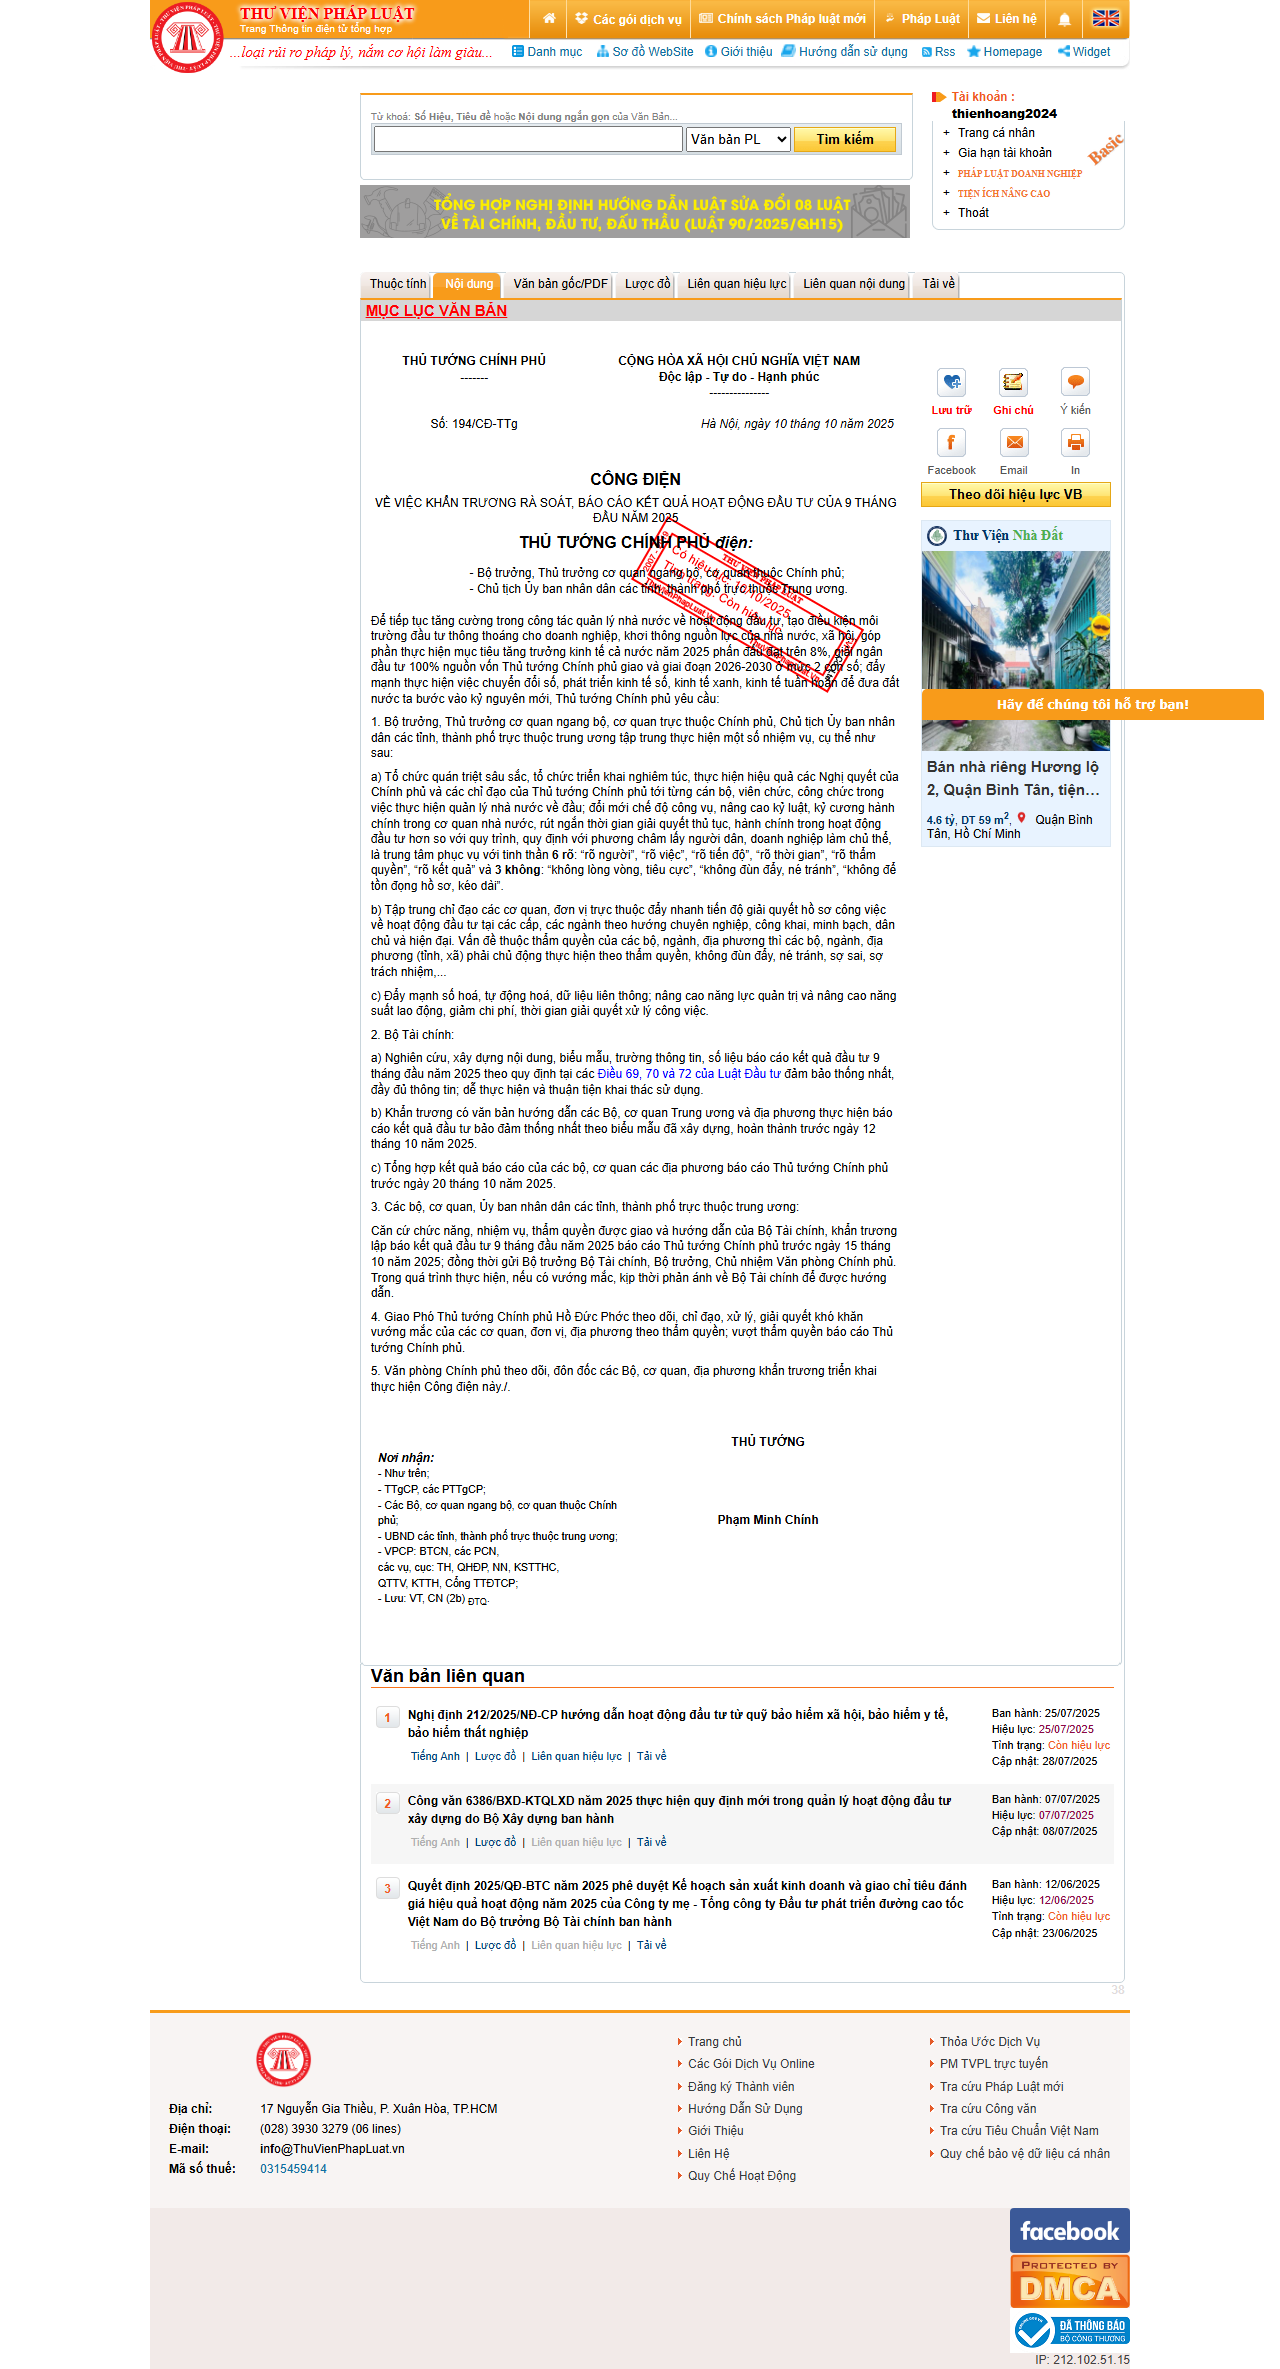 THƯ VIỆN PHÁP LUẬT
Trang Thông tin điện tử tổng hợp
Các gói dịch vụ
Chính sách Pháp luật mới
Pháp Luật
Liên hệ
...loại rủi ro pháp lý, nắm cơ hội làm giàu...
Danh mục
Sơ đồ WebSite
Giới thiệu
Hướng dẫn sử dụng
Rss
Homepage
Widget
Từ khoá: Số Hiệu, Tiêu đề hoặc Nội dung ngắn gọn của Văn Bản...
Văn bản PL
Tìm kiếm
Tài khoản :
thienhoang2024
+ Trang cá nhân
+ Gia hạn tài khoản
+ PHÁP LUẬT DOANH NGHIỆP
+ TIỆN ÍCH NÂNG CAO
+ Thoát
Basic
TỔNG HỢP NGHỊ ĐỊNH HƯỚNG DẪN LUẬT SỬA ĐỔI 08 LUẬT
VỀ TÀI CHÍNH, ĐẦU TƯ, ĐẤU THẦU (LUẬT 90/2025/QH15)
Thuộc tính
Nội dung
Văn bản gốc/PDF
Lược đồ
Liên quan hiệu lực
Liên quan nội dung
Tải về
MỤC LỤC VĂN BẢN
THỦ TƯỚNG CHÍNH PHỦ
-------
CỘNG HÒA XÃ HỘI CHỦ NGHĨA VIỆT NAM
Độc lập - Tự do - Hạnh phúc
---------------
Số: 194/CĐ-TTg
Hà Nội, ngày 10 tháng 10 năm 2025
CÔNG ĐIỆN
VỀ VIỆC KHẨN TRƯƠNG RÀ SOÁT, BÁO CÁO KẾT QUẢ HOẠT ĐỘNG ĐẦU TƯ CỦA 9 THÁNG
ĐẦU NĂM 2025
THỦ TƯỚNG CHÍNH PHỦ điện:
- Bộ trưởng, Thủ trưởng cơ quan ngang bộ, cơ quan thuộc Chính phủ;
- Chủ tịch Ủy ban nhân dân các tỉnh, thành phố trực thuộc Trung ương.
THƯ VIỆN PHÁP LUẬT
Có hiệu lực: 10/10/2025
Tình trạng: Còn hiệu lực
Để tiếp tục tăng cường trong công tác quản lý nhà nước về hoạt động đầu tư, tạo điều kiện môi
trường đầu tư thông thoáng cho doanh nghiệp, khơi thông nguồn lực của nhà nước, xã hội, góp
phần thực hiện mục tiêu tăng trưởng kinh tế cả nước năm 2025 phấn đấu đạt trên 8%, giải ngân
đầu tư 100% nguồn vốn Thủ tướng Chính phủ giao và giai đoạn 2026-2030 ở mức 2 con số; đẩy
mạnh thực hiện việc chuyển đổi số, phát triển kinh tế số, kinh tế xanh, kinh tế tuần hoàn để đưa đất
nước ta bước vào kỷ nguyên mới, Thủ tướng Chính phủ yêu cầu:
1. Bộ trưởng, Thủ trưởng cơ quan ngang bộ, cơ quan trực thuộc Chính phủ, Chủ tịch Ủy ban nhân
dân các tỉnh, thành phố trực thuộc trung ương tập trung thực hiện một số nhiệm vụ, cụ thể như
sau:
a) Tổ chức quán triệt sâu sắc, tổ chức triển khai nghiêm túc, thực hiện hiệu quả các Nghị quyết của
Chính phủ và các chỉ đạo của Thủ tướng Chính phủ tới từng cán bộ, viên chức, công chức trong
việc thực hiện quản lý nhà nước về đầu; đổi mới chế độ công vụ, nâng cao kỷ luật, kỷ cương hành
chính trong cơ quan nhà nước, rút ngắn thời gian giải quyết thủ tục, hành chính trong hoạt động
đầu tư hơn so với quy trình, quy định với phương châm lấy người dân, doanh nghiệp làm chủ thể,
là trung tâm phục vụ với tinh thần 6 rõ: “rõ người”, “rõ việc”, “rõ tiến độ”, “rõ thời gian”, “rõ thẩm
quyền”, “rõ kết quả” và 3 không: “không lòng vòng, tiêu cực”, “không đùn đẩy, né tránh”, “không để
tồn đọng hồ sơ, kéo dài”.
b) Tập trung chỉ đạo các cơ quan, đơn vị trực thuộc đẩy nhanh tiến độ giải quyết hồ sơ công việc
về hoạt động đầu tư tại các cấp, các ngành theo hướng chuyên nghiệp, công khai, minh bạch, dân
chủ và hiện đại. Vấn đề thuộc thẩm quyền của các bộ, ngành, địa phương thì các bộ, ngành, địa
phương (tỉnh, xã) phải chủ động thực hiện theo thẩm quyền, không đùn đẩy, né tránh, sợ sai, sợ
trách nhiệm,...
c) Đẩy mạnh số hoá, tự động hoá, dữ liệu liên thông; nâng cao năng lực quản trị và nâng cao năng
suất lao động, giảm chi phí, thời gian giải quyết xử lý công việc.
2. Bộ Tài chính:
a) Nghiên cứu, xây dựng nội dung, biểu mẫu, trường thông tin, số liệu báo cáo kết quả đầu tư 9
tháng đầu năm 2025 theo quy định tại các Điều 69, 70 và 72 của Luật Đầu tư đảm bảo thống nhất,
đầy đủ thông tin; dễ thực hiện và thuận tiện khai thác sử dụng.
b) Khẩn trương có văn bản hướng dẫn các Bộ, cơ quan Trung ương và địa phương thực hiện báo
cáo kết quả đầu tư bảo đảm thống nhất theo biểu mẫu đã xây dựng, hoàn thành trước ngày 12
tháng 10 năm 2025.
c) Tổng hợp kết quả báo cáo của các bộ, cơ quan các địa phương báo cáo Thủ tướng Chính phủ
trước ngày 20 tháng 10 năm 2025.
3. Các bộ, cơ quan, Ủy ban nhân dân các tỉnh, thành phố trực thuộc trung ương:
Căn cứ chức năng, nhiệm vụ, thẩm quyền được giao và hướng dẫn của Bộ Tài chính, khẩn trương
lập báo kết quả đầu tư 9 tháng đầu năm 2025 báo cáo Thủ tướng Chính phủ trước ngày 15 tháng
10 năm 2025; đồng thời gửi Bộ trưởng Bộ Tài chính, Bộ trưởng, Chủ nhiệm Văn phòng Chính phủ.
Trong quá trình thực hiện, nếu có vướng mắc, kịp thời phản ánh về Bộ Tài chính để được hướng
dẫn.
4. Giao Phó Thủ tướng Chính phủ Hồ Đức Phớc theo dõi, chỉ đạo, xử lý, giải quyết khó khăn
vướng mắc của các cơ quan, đơn vị, địa phương theo thẩm quyền; vượt thẩm quyền báo cáo Thủ
tướng Chính phủ.
5. Văn phòng Chính phủ theo dõi, đôn đốc các Bộ, cơ quan, địa phương khẩn trương triển khai
thực hiện Công điện này./.
Nơi nhận:
- Như trên;
- TTgCP, các PTTgCP;
- Các Bộ, cơ quan ngang bộ, cơ quan thuộc Chính
phủ;
- UBND các tỉnh, thành phố trực thuộc trung ương;
- VPCP: BTCN, các PCN,
các vụ, cục: TH, QHĐP, NN, KSTTHC,
QTTV, KTTH, Cổng TTĐTCP;
- Lưu: VT, CN (2b) ĐTQ.
THỦ TƯỚNG
Phạm Minh Chính
Lưu trữ
Ghi chú
Ý kiến
Facebook
Email
In
Theo dõi hiệu lực VB
Thư Viện Nhà Đất
Hãy để chúng tôi hỗ trợ bạn!
Bán nhà riêng Hương lộ
2, Quận Bình Tân, tiện...
4.6 tỷ, DT 59 m2, Quận Bình
Tân, Hồ Chí Minh
Văn bản liên quan
1
Nghị định 212/2025/NĐ-CP hướng dẫn hoạt động đầu tư từ quỹ bảo hiểm xã hội, bảo hiểm y tế,
bảo hiểm thất nghiệp
Tiếng Anh | Lược đồ | Liên quan hiệu lực | Tải về
Ban hành: 25/07/2025
Hiệu lực: 25/07/2025
Tình trạng: Còn hiệu lực
Cập nhật: 28/07/2025
2
Công văn 6386/BXD-KTQLXD năm 2025 thực hiện quy định mới trong quản lý hoạt động đầu tư
xây dựng do Bộ Xây dựng ban hành
Tiếng Anh | Lược đồ | Liên quan hiệu lực | Tải về
Ban hành: 07/07/2025
Hiệu lực: 07/07/2025
Cập nhật: 08/07/2025
3
Quyết định 2025/QĐ-BTC năm 2025 phê duyệt Kế hoạch sản xuất kinh doanh và giao chỉ tiêu đánh
giá hiệu quả hoạt động năm 2025 của Công ty mẹ - Tổng công ty Đầu tư phát triển đường cao tốc
Việt Nam do Bộ trưởng Bộ Tài chính ban hành
Tiếng Anh | Lược đồ | Liên quan hiệu lực | Tải về
Ban hành: 12/06/2025
Hiệu lực: 12/06/2025
Tình trạng: Còn hiệu lực
Cập nhật: 23/06/2025
38
Địa chỉ: 17 Nguyễn Gia Thiều, P. Xuân Hòa, TP.HCM
Điện thoại: (028) 3930 3279 (06 lines)
E-mail: info@ThuVienPhapLuat.vn
Mã số thuế: 0315459414
Trang chủ
Các Gói Dịch Vụ Online
Đăng ký Thành viên
Hướng Dẫn Sử Dụng
Giới Thiệu
Liên Hệ
Quy Chế Hoạt Động
Thỏa Ước Dịch Vụ
PM TVPL trực tuyến
Tra cứu Pháp Luật mới
Tra cứu Công văn
Tra cứu Tiêu Chuẩn Việt Nam
Quy chế bảo vệ dữ liệu cá nhân
facebook
PROTECTED BY
DMCA
ĐÃ THÔNG BÁO
BỘ CÔNG THƯƠNG
IP: 212.102.51.15